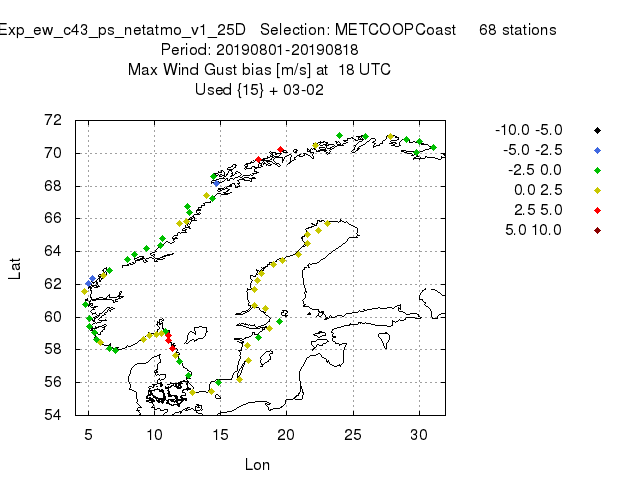 Exp_ew_c43_ps_netatmo_v1_25D Selection: METCOOPCoast 68 stations
Period: 20190801-20190818
Max Wind Gust bias [m/s] at 18 UTC
Used {15} + 03-02
72
70
68
66
64
62
60
58
56
54
Lat
5 10 15 20 25 30
Lon
-10.0 -5.0
-5.0 -2.5
-2.5 0.0
0.0 2.5
2.5 5.0
5.0 10.0